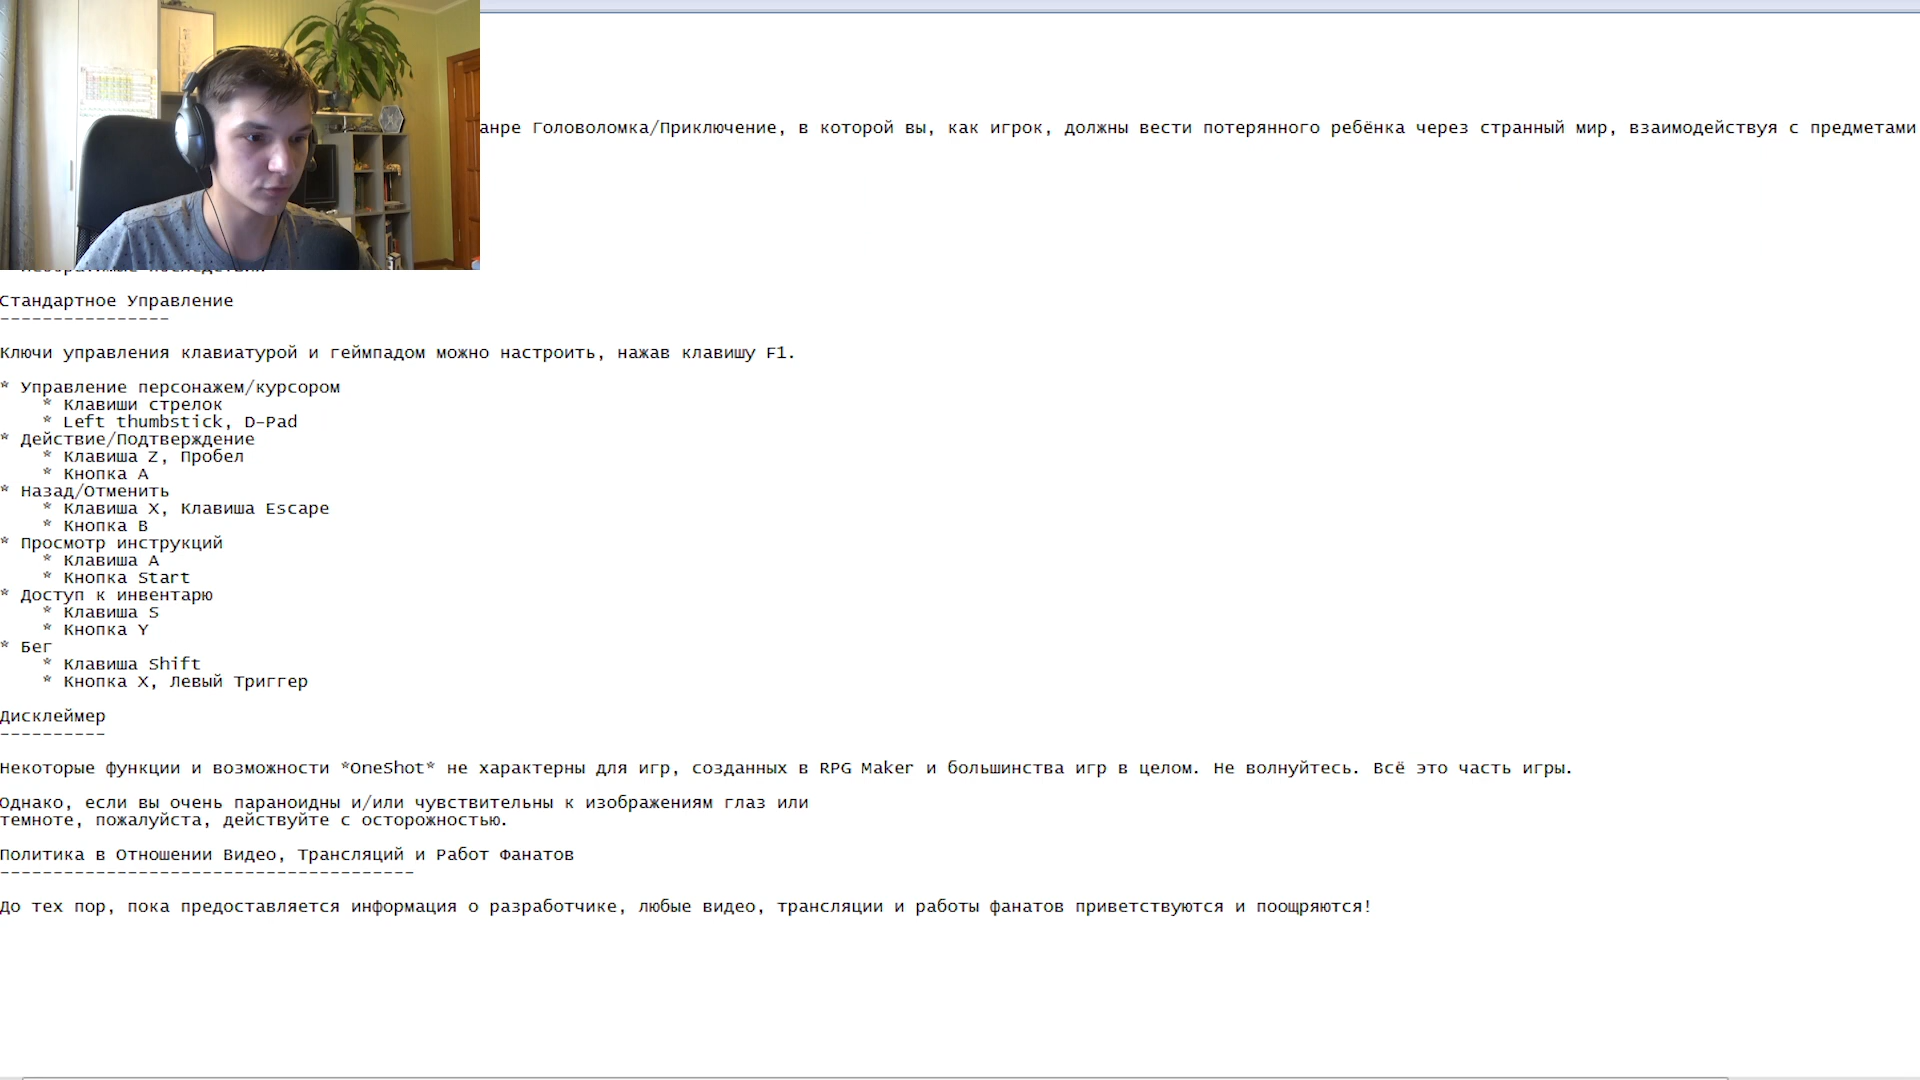 анре Головоломка/Приключение, в которой вы, как игрок, должны вести потерянного ребёнка через странный мир, взаимодействуя с предметами
Стандартное Управление
----------------
Ключи управления клавиатурой и геймпадом можно настроить, нажав клавишу F1.
* Управление персонажем/курсором
* Клавиши стрелок
* Left thumbstick, D-Pad
* Действие/Подтверждение
* Клавиша Z, Пробел
* Кнопка A
* Назад/Отменить
* Клавиша X, Клавиша Escape
* Кнопка B
* Просмотр инструкций
* Клавиша A
* Кнопка Start
* Доступ к инвентарю
* Клавиша S
* Кнопка Y
* Бег
* Клавиша Shift
* Кнопка X, Левый Триггер
Дисклеймер
----------
Некоторые функции и возможности *OneShot* не характерны для игр, созданных в RPG Maker и большинства игр в целом. Не волнуйтесь. Всё это часть игры.
Однако, если вы очень параноидны и/или чувствительны к изображениям глаз или
темноте, пожалуйста, действуйте с осторожностью.
Политика в Отношении Видео, Трансляций и Работ Фанатов
---------------------------------------
До тех пор, пока предоставляется информация о разработчике, любые видео, трансляции и работы фанатов приветствуются и поощряются!